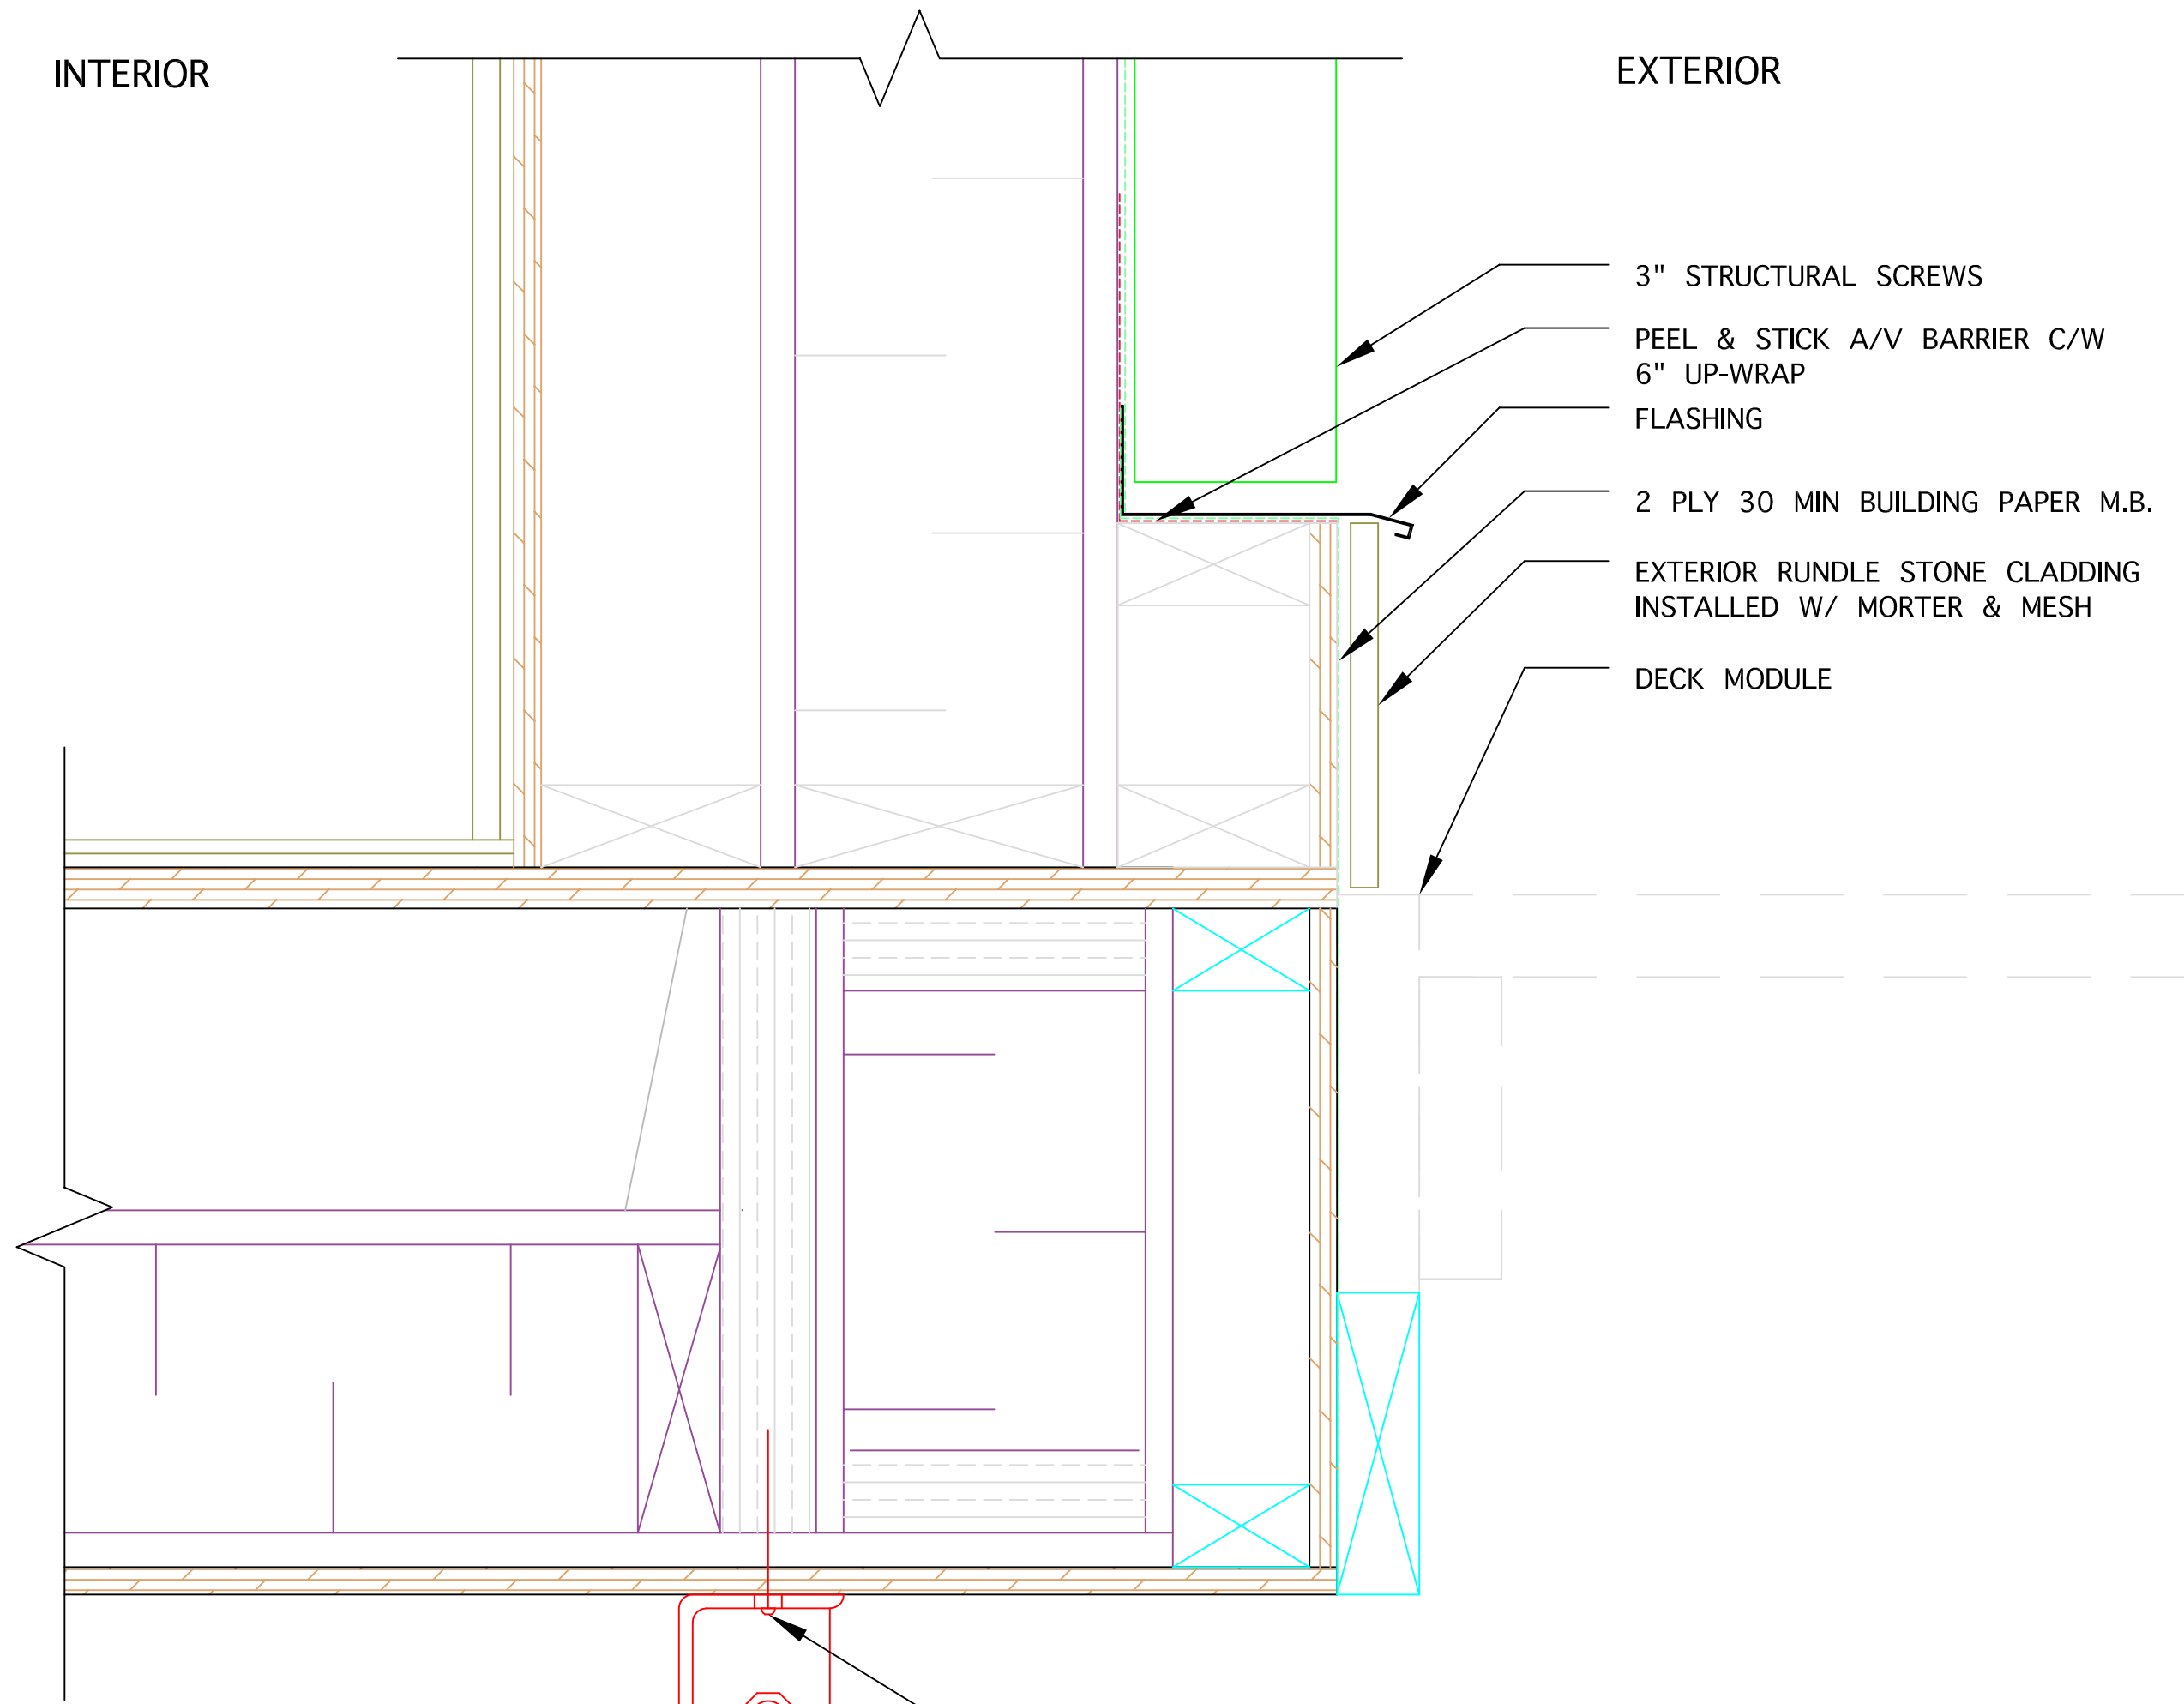 INTERIOR
EXTERIOR
3" STRUCTURAL SCREWS
PEEL & STICK A/V BARRIER C/W
6" UP-WRAP
FLASHING
2 PLY 30 MIN BUILDING PAPER M.B.
EXTERIOR RUNDLE STONE CLADDING
INSTALLED W/ MORTER & MESH
DECK MODULE